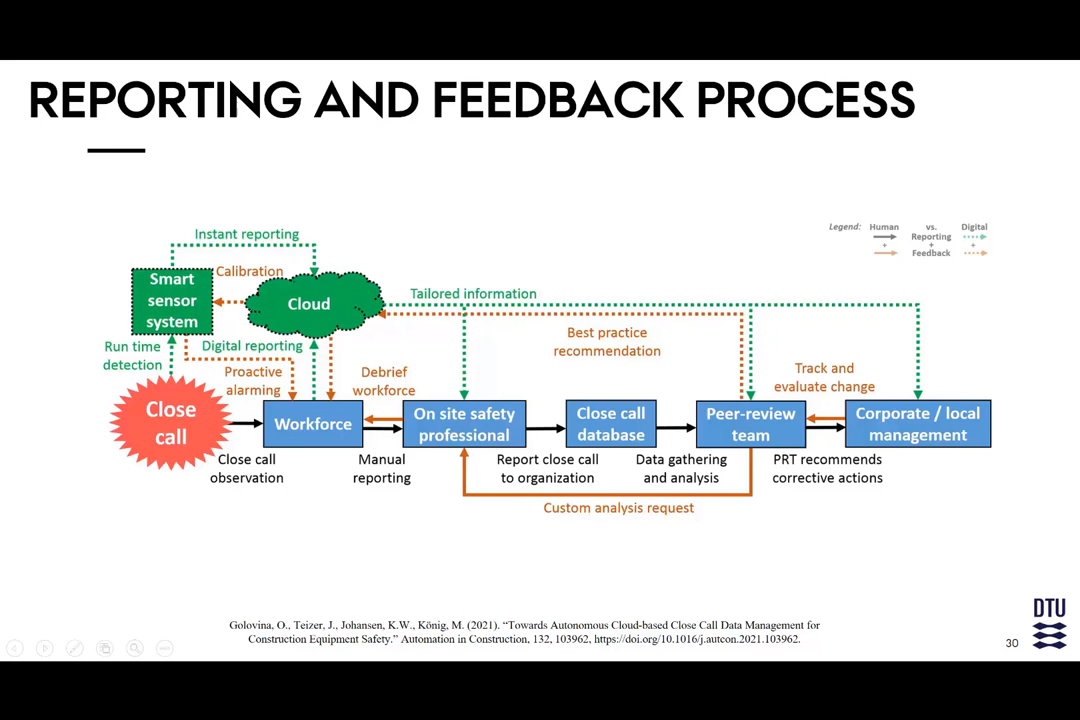 REPORTING AND FEEDBACK PROCESS
Legend: Human vs. Digital
Reporting
+ + +
Feedback
Instant reporting
Smart
sensor
system
Calibration
Cloud
Tailored information
Run time
detection
Digital reporting
Proactive
alarming
Debrief
workforce
Best practice
recommendation
Track and
evaluate change
Close
call
Workforce
On site safety
professional
Close call
database
Peer-review
team
Corporate / local
management
Close call
observation
Manual
reporting
Report close call
to organization
Data gathering
and analysis
PRT recommends
corrective actions
Custom analysis request
Golovina, O., Teizer, J., Johansen, K.W., König, M. (2021). “Towards Autonomous Cloud-based Close Call Data Management for
Construction Equipment Safety.” Automation in Construction, 132, 103962, https://doi.org/10.1016/j.autcon.2021.103962.
30
DTU